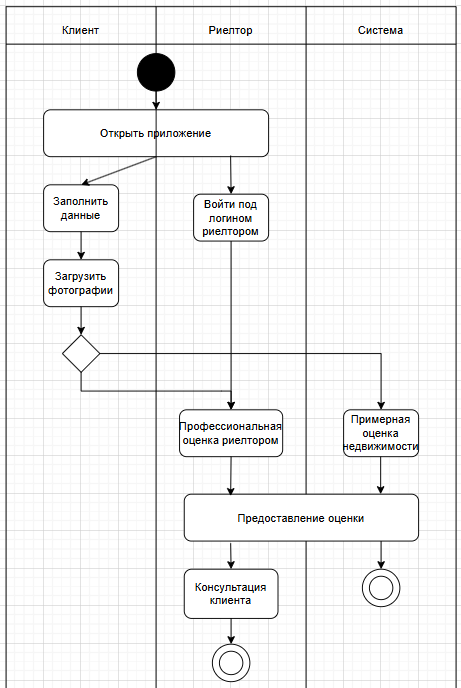 Клиент
Риелтор
Система
Открыть приложение
Заполнить
данные
Войти под
логином
риелтором
Загрузить
фотографии
Профессиональная
оценка риелтором
Примерная
оценка
недвижимости
Предоставление оценки
Консультация
клиента